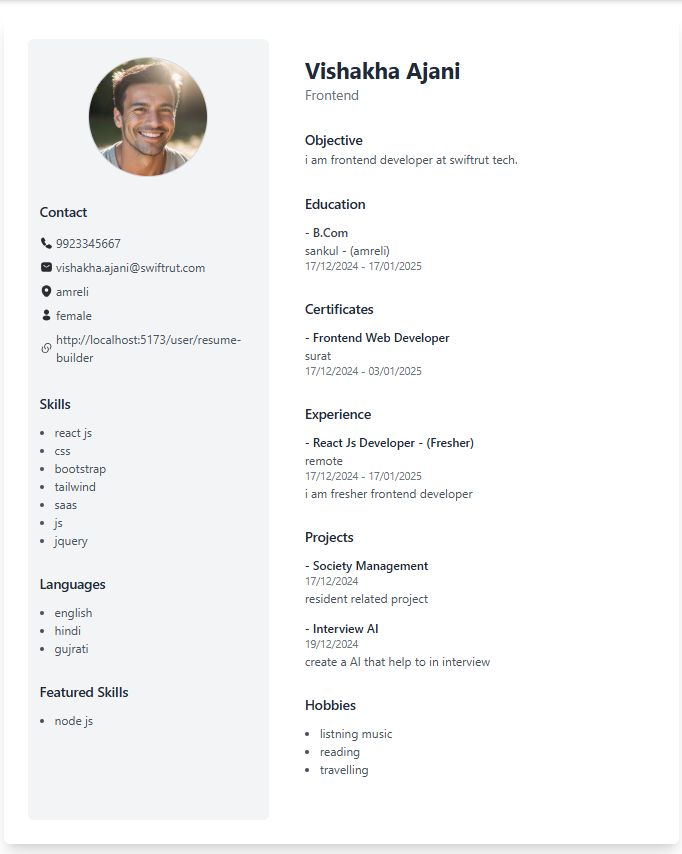 Contact
9923345667
vishakha.ajani@swiftrut.com
amreli
female
http://localhost:5173/user/resume-
builder
Skills
• react js
• css
• bootstrap
• tailwind
• saas
• js
• jquery
Languages
• english
• hindi
• gujrati
Featured Skills
• node js
Vishakha Ajani
Frontend
Objective
i am frontend developer at swiftrut tech.
Education
- B.Com
sankul - (amreli)
17/12/2024 - 17/01/2025
Certificates
- Frontend Web Developer
surat
17/12/2024 - 03/01/2025
Experience
- React Js Developer - (Fresher)
remote
17/12/2024 - 17/01/2025
i am fresher frontend developer
Projects
- Society Management
17/12/2024
resident related project
- Interview AI
19/12/2024
create a AI that help to in interview
Hobbies
• listning music
• reading
• travelling